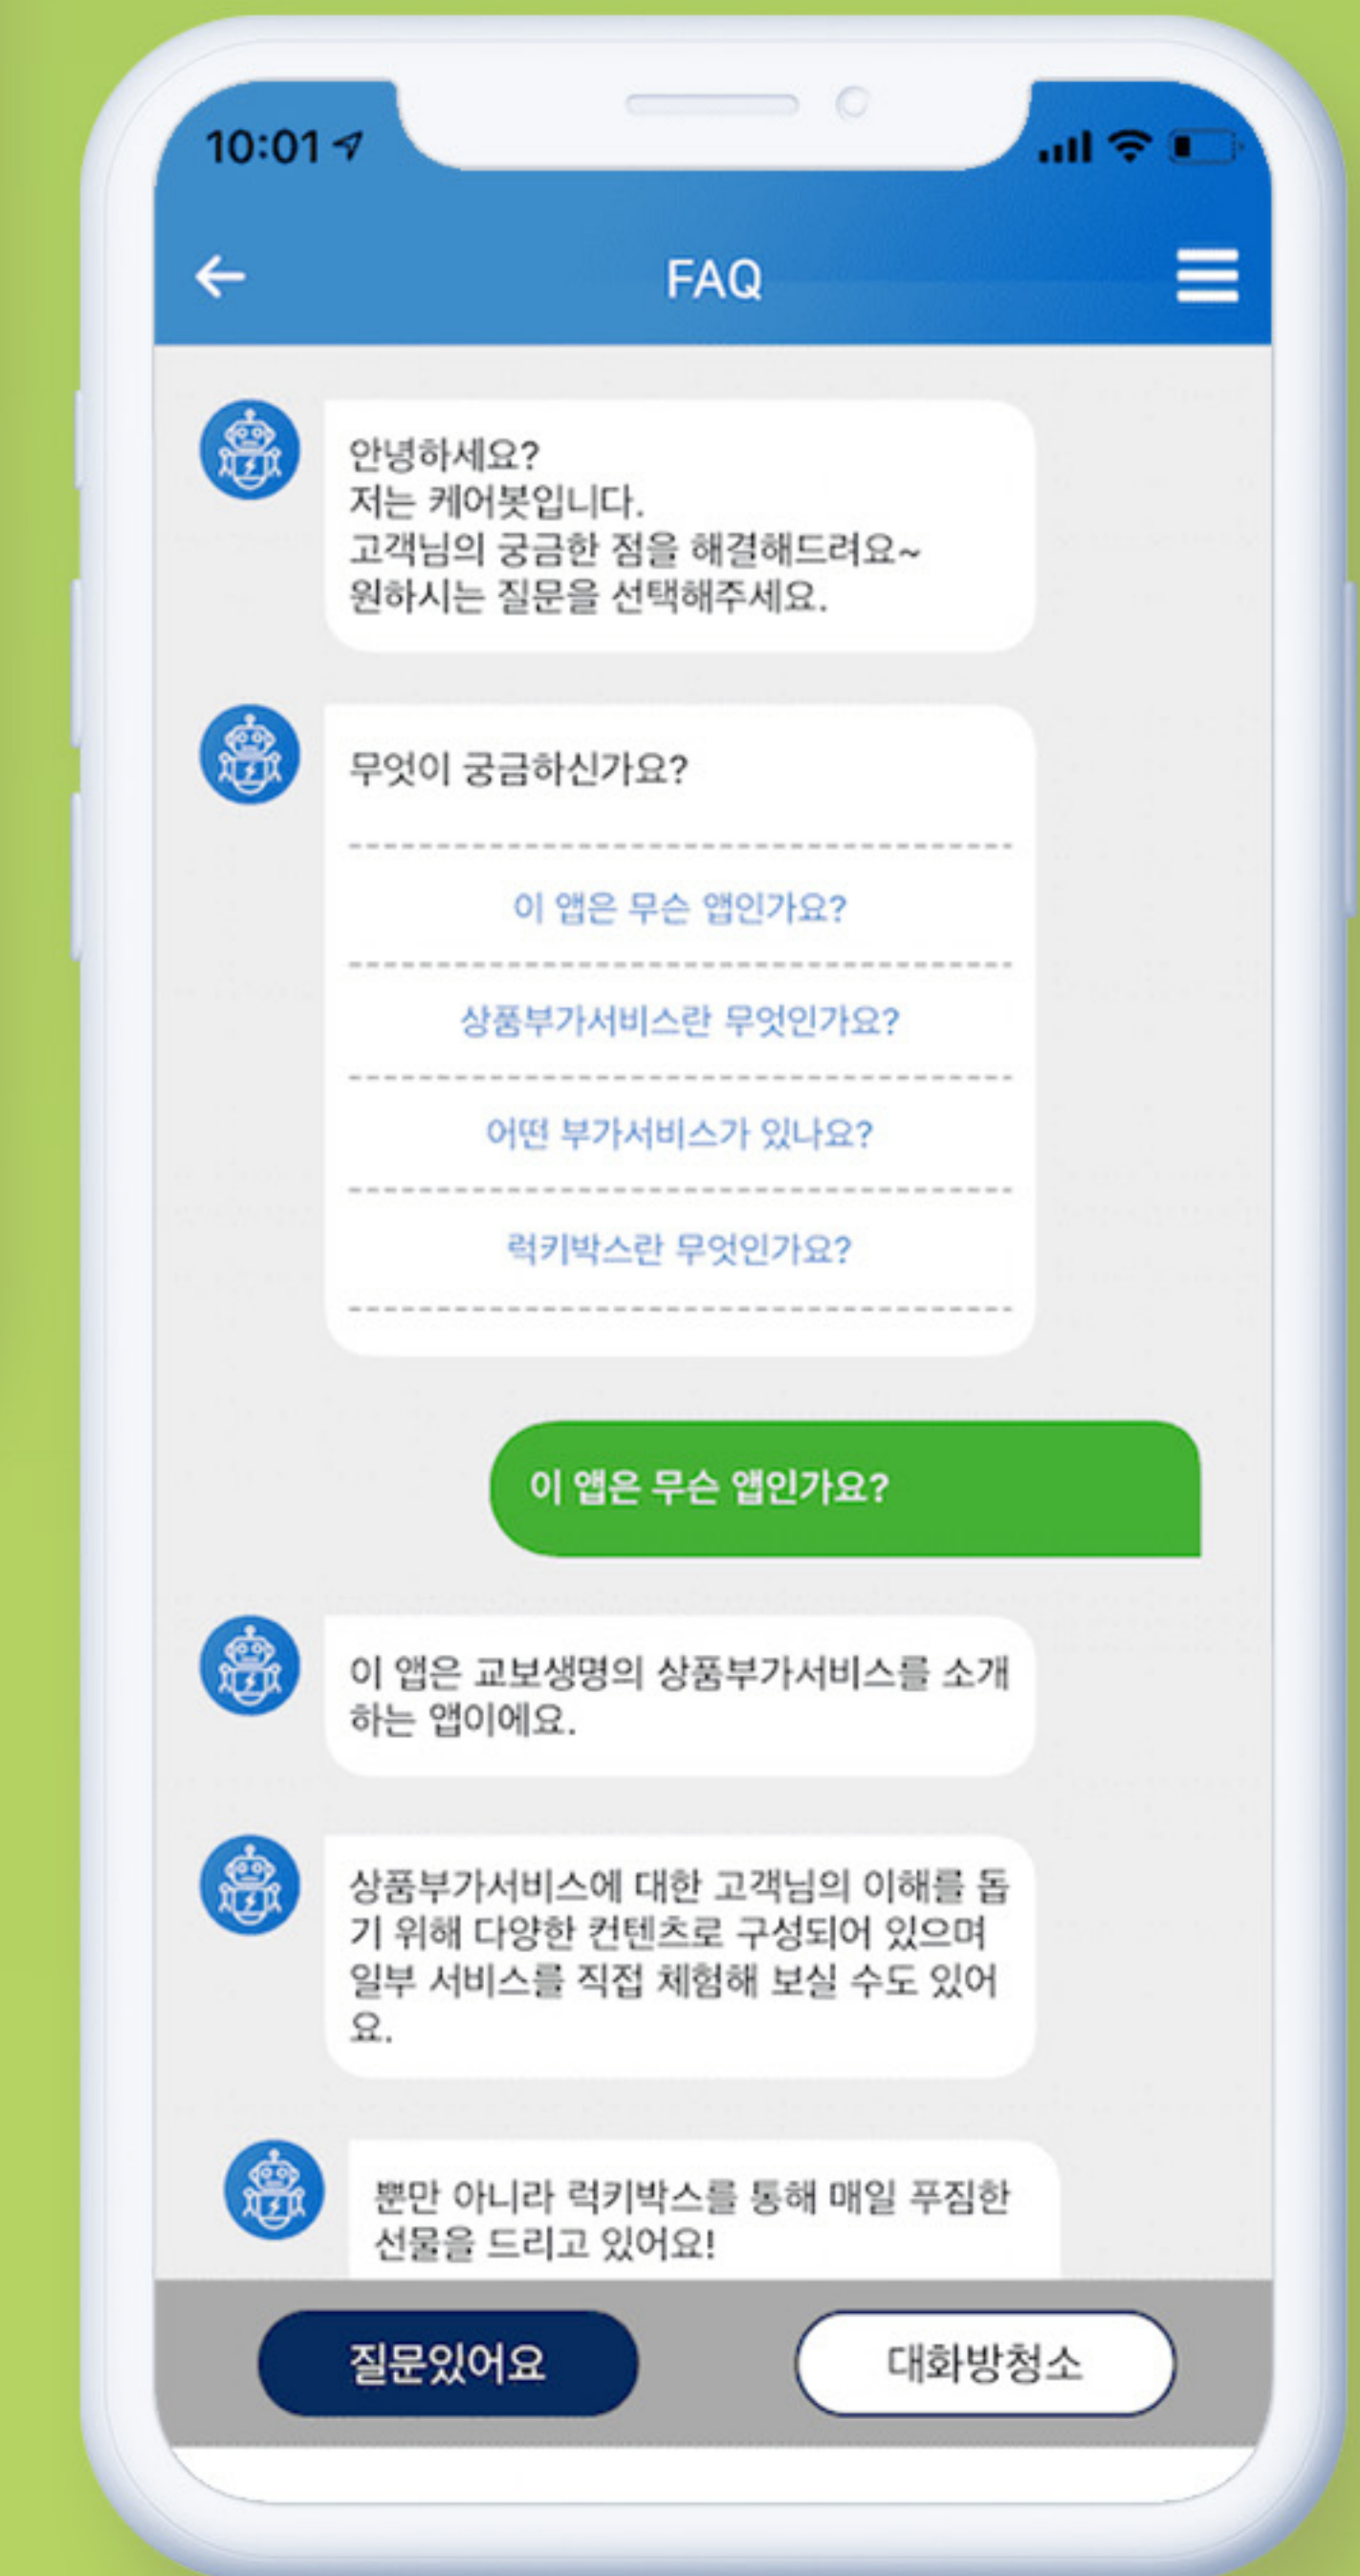 10:01
FAQ
안녕하세요?
저는 케어봇입니다.
고객님의 궁금한 점을 해결해드려요~
원하시는 질문을 선택해주세요.
무엇이 궁금하신가요?
이 앱은 무슨 앱인가요?
상품부가서비스란 무엇인가요?
어떤 부가서비스가 있나요?
럭키박스란 무엇인가요?
이 앱은 무슨 앱인가요?
이 앱은 교보생명의 상품부가서비스를 소개
하는 앱이에요.
상품부가서비스에 대한 고객님의 이해를 돕
기 위해 다양한 컨텐츠로 구성되어 있으며
일부 서비스를 직접 체험해 보실 수도 있어
요.
뿐만 아니라 럭키박스를 통해 매일 푸짐한
선물을 드리고 있어요!
질문있어요
대화방청소